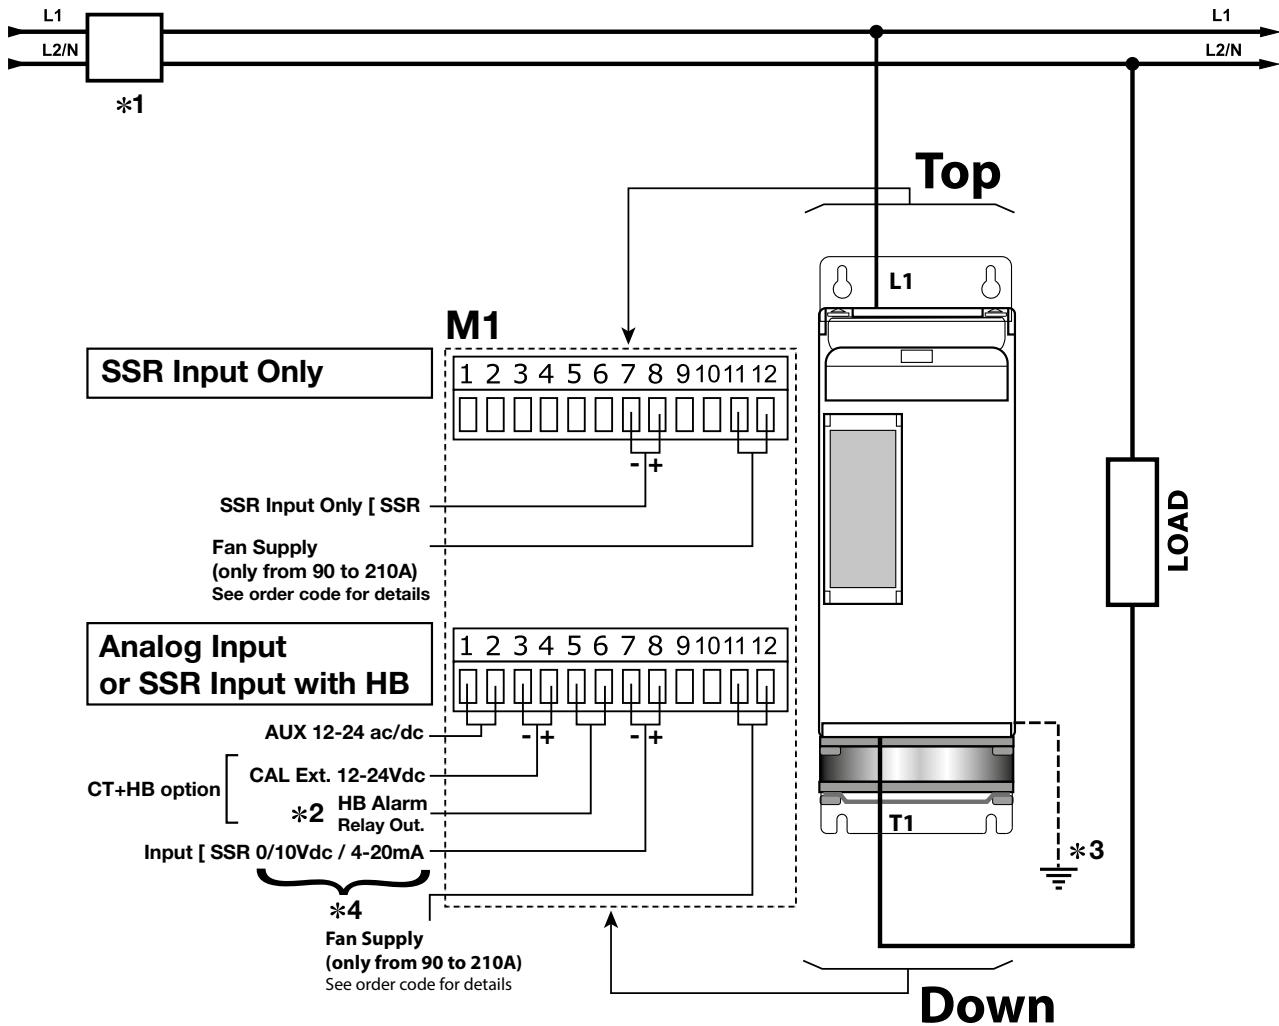 L1
L1
L2/N
L2/N
*1
Top
L1
M1
SSR Input Only
1 2 3 4 5 6 7 8 9 10 11 12
- +
SSR Input Only [ SSR
Fan Supply
(only from 90 to 210A)
See order code for details
LOAD
Analog Input
or SSR Input with HB
1 2 3 4 5 6 7 8 9 10 11 12
- + - +
AUX 12-24 ac/dc
CAL Ext. 12-24Vdc
CT+HB option
*2 HB Alarm
Relay Out.
Input [ SSR 0/10Vdc / 4-20mA
T1
*3
*4
Fan Supply
(only from 90 to 210A)
See order code for details
Down